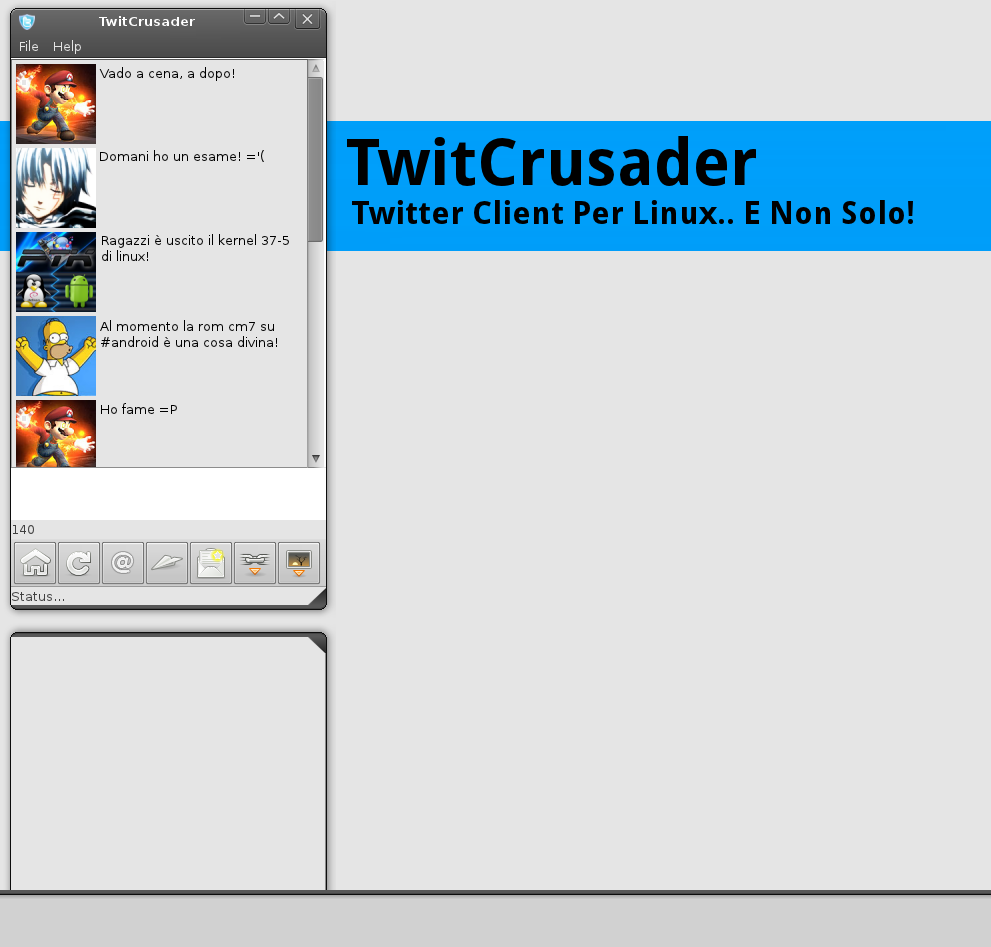 TwitCrusader
File Help
Vado a cena, a dopo!
Domani ho un esame! ='(
Ragazzi è uscito il kernel 37-5
di linux!
Al momento la rom cm7 su
#android è una cosa divina!
Ho fame =P
140
@
Status...
TwitCrusader
Twitter Client Per Linux.. E Non Solo!